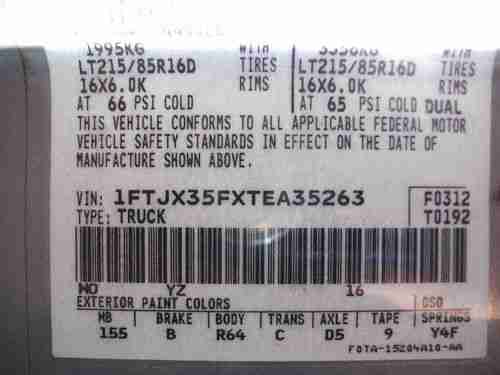 1995KG WITH
LT215/85R16D TIRES LT215/85R16D TIRES
16X6.0K RIMS 16X6.0K RIMS
AT 66 PSI COLD AT 65 PSI COLD DUAL
THIS VEHICLE CONFORMS TO ALL APPLICABLE FEDERAL MOTOR
VEHICLE SAFETY STANDARDS IN EFFECT ON THE DATE OF
MANUFACTURE SHOWN ABOVE.
VIN: 1FTJX35FXTEA35263 F0312
TYPE: TRUCK T0192
NO YZ 16
EXTERIOR PAINT COLORS DSO
WB BRAKE BODY TRANS AXLE TAPE SPRINGS
155 B R64 C D5 9 Y4F
F0TA-15204A10-AA